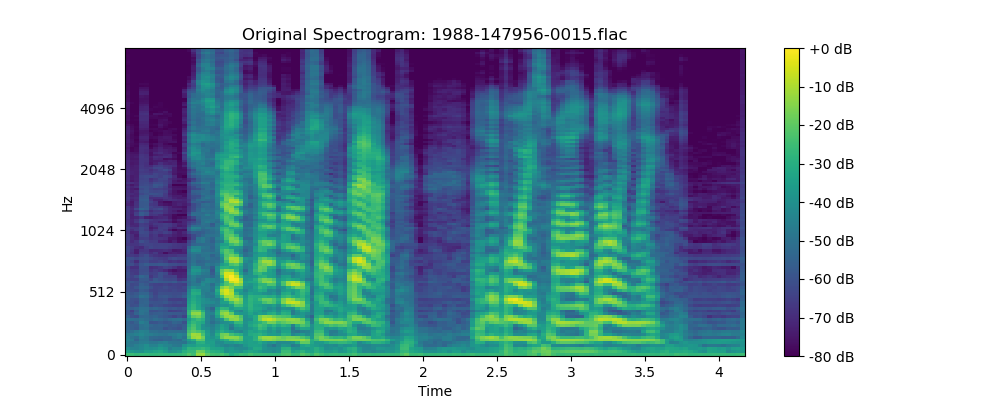 Original Spectrogram: 1988-147956-0015.flac
Hz
4096
2048
1024
512
0
0 0.5 1 1.5 2 2.5 3 3.5 4
Time
+0 dB
-10 dB
-20 dB
-30 dB
-40 dB
-50 dB
-60 dB
-70 dB
-80 dB